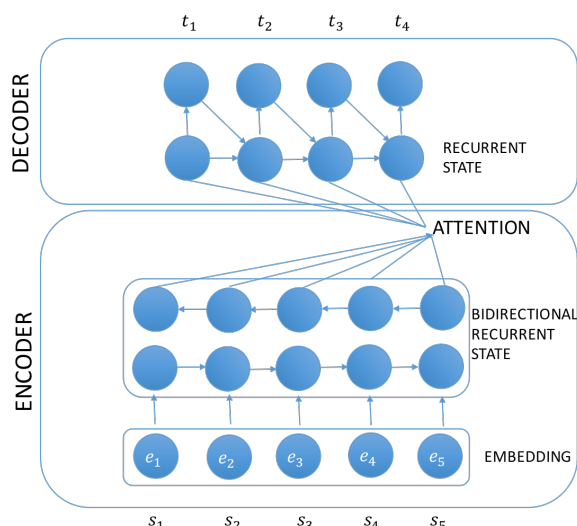 t₁ t₂ t₃ t₄
DECODER
RECURRENT
STATE
ATTENTION
ENCODER
BIDIRECTIONAL
RECURRENT
STATE
e₁ e₂ e₃ e₄ e₅
EMBEDDING
s₁ s₂ s₃ s₄ s₅